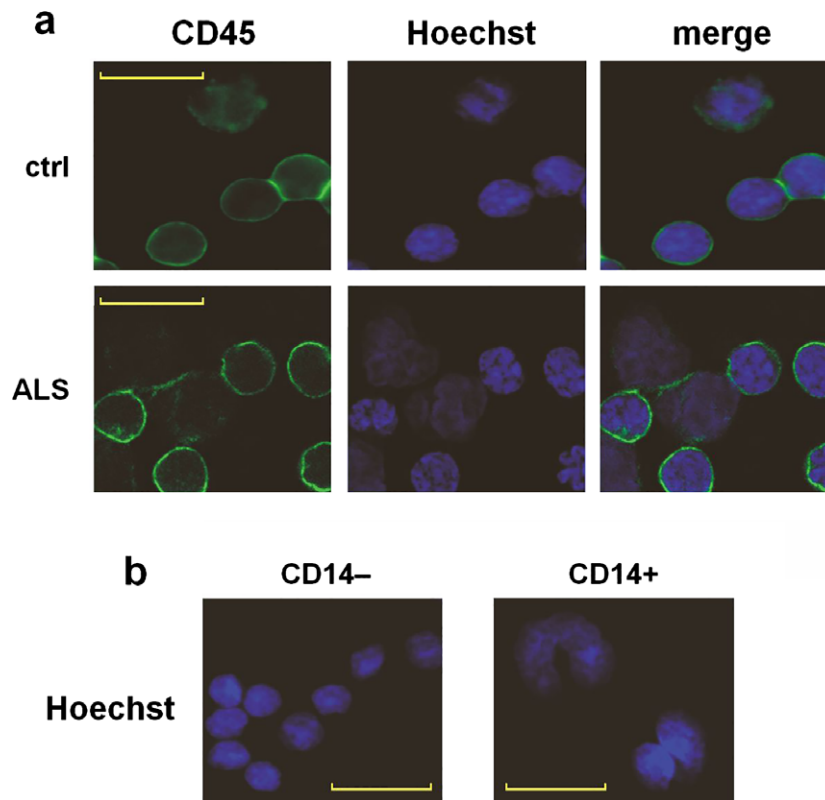 a
CD45 Hoechst merge
ctrl
ALS
b
CD14– CD14+
Hoechst